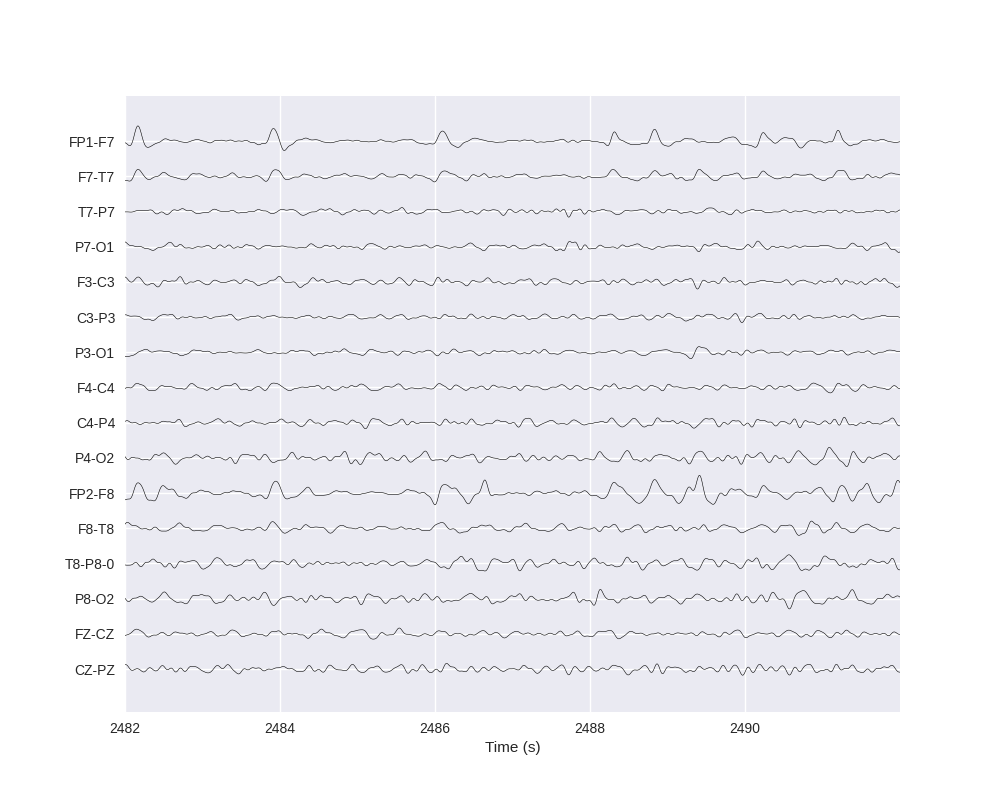 FP1-F7
F7-T7
T7-P7
P7-O1
F3-C3
C3-P3
P3-O1
F4-C4
C4-P4
P4-O2
FP2-F8
F8-T8
T8-P8-0
P8-O2
FZ-CZ
CZ-PZ
2482 2484 2486 2488 2490
Time (s)